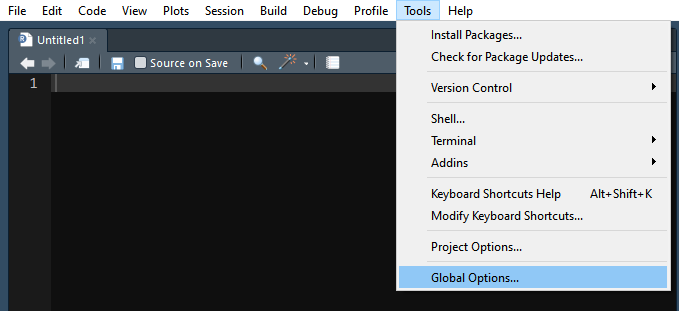 File Edit Code View Plots Session Build Debug Profile Tools Help
Untitled1
Source on Save
1
Install Packages...
Check for Package Updates...
Version Control
Shell...
Terminal
Addins
Keyboard Shortcuts Help Alt+Shift+K
Modify Keyboard Shortcuts...
Project Options...
Global Options...